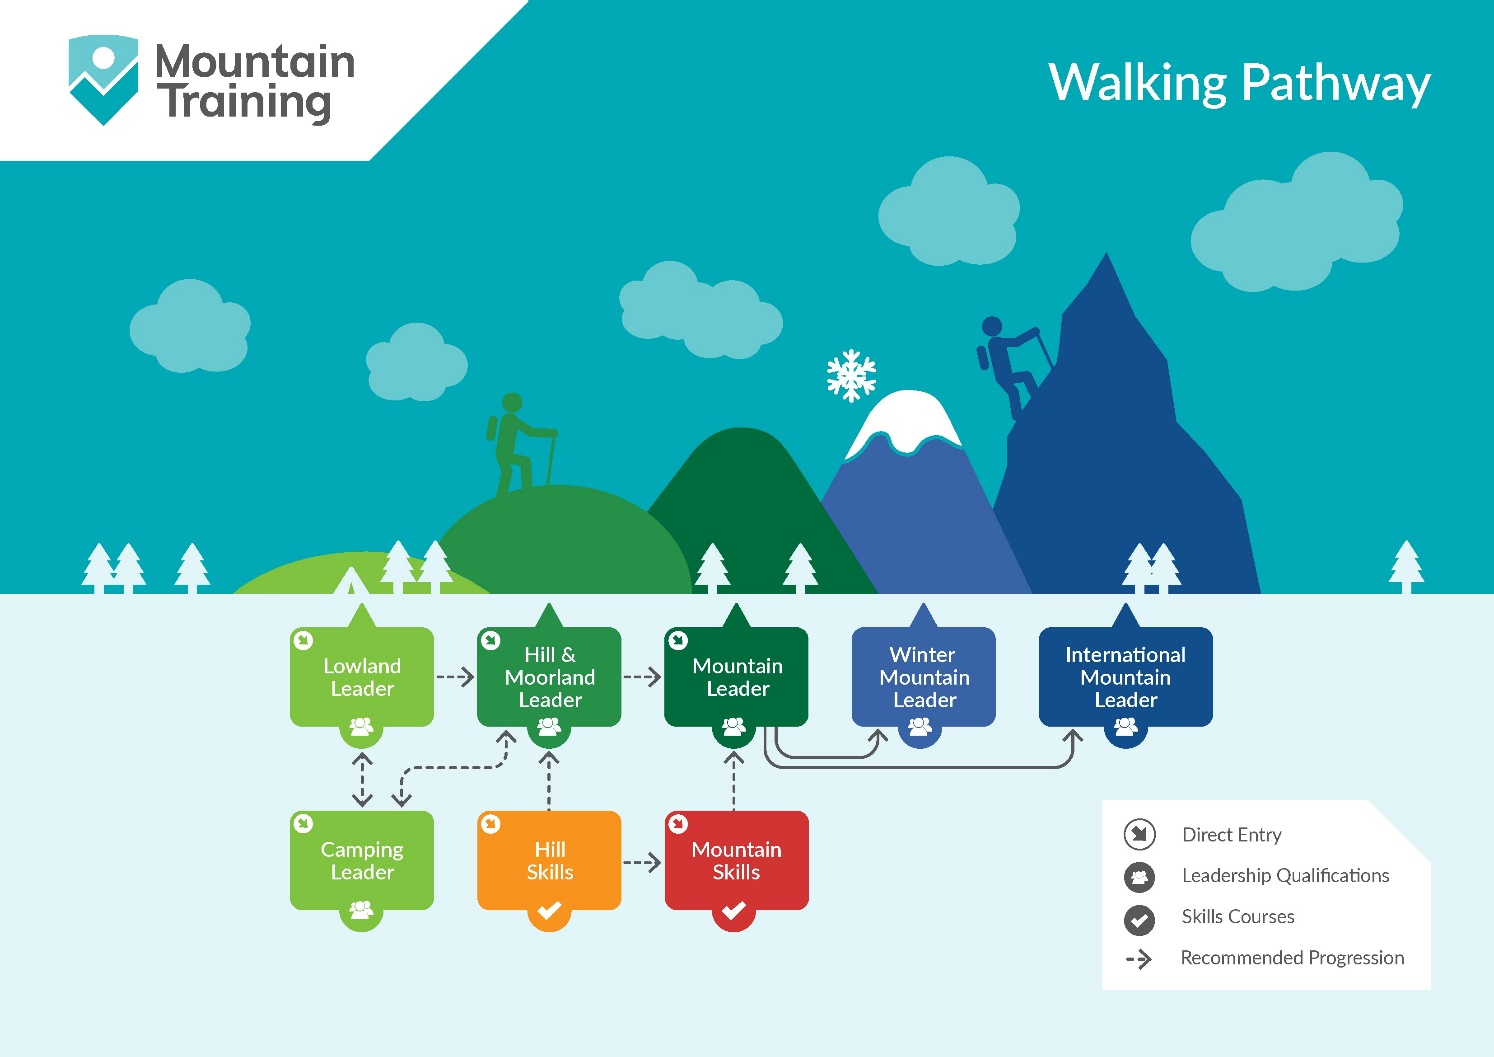 Mountain
Training
Walking Pathway
Lowland
Leader
Hill &
Moorland
Leader
Mountain
Leader
Winter
Mountain
Leader
International
Mountain
Leader
Camping
Leader
Hill
Skills
Mountain
Skills
Direct Entry
Leadership Qualifications
Skills Courses
Recommended Progression